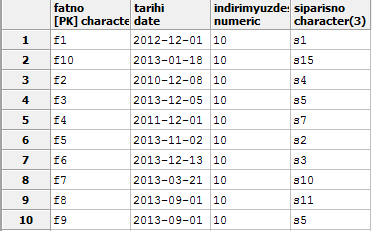 fatno tarihi indirimyuzdes siparisno
[PK] characte date numeric character(3)
1 f1 2012-12-01 10 s1
2 f10 2013-01-18 10 s15
3 f2 2010-12-08 10 s4
4 f3 2013-12-05 10 s5
5 f4 2011-12-01 10 s7
6 f5 2013-11-02 10 s2
7 f6 2013-12-13 10 s3
8 f7 2013-03-21 10 s10
9 f8 2013-09-01 10 s11
10 f9 2013-09-01 10 s5